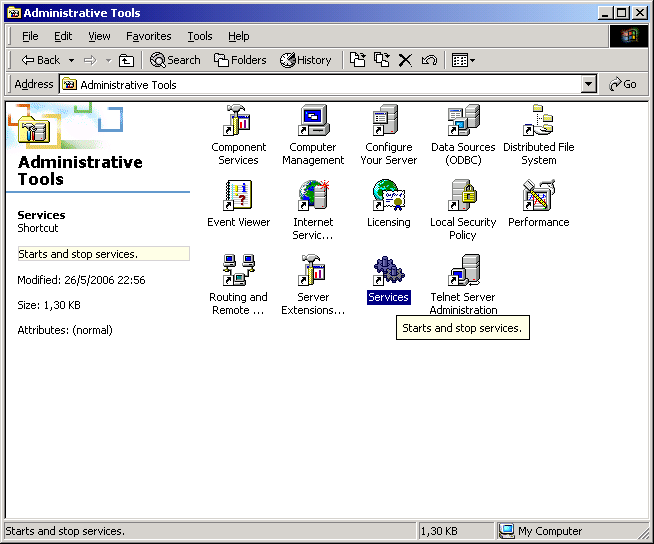 Administrative Tools
File Edit View Favorites Tools Help
Back Search Folders History
Address Administrative Tools Go
Administrative
Tools
Services
Shortcut
Starts and stop services.
Modified: 26/5/2006 22:56
Size: 1,30 KB
Attributes: (normal)
Component
Services
Computer
Management
Configure
Your Server
Data Sources
(ODBC)
Distributed File
System
Event Viewer
Internet
Servic...
Licensing
Local Security
Policy
Performance
Routing and
Remote ...
Server
Extensions...
Services
Telnet Server
Administration
Starts and stop services.
Starts and stop services. 1,30 KB My Computer